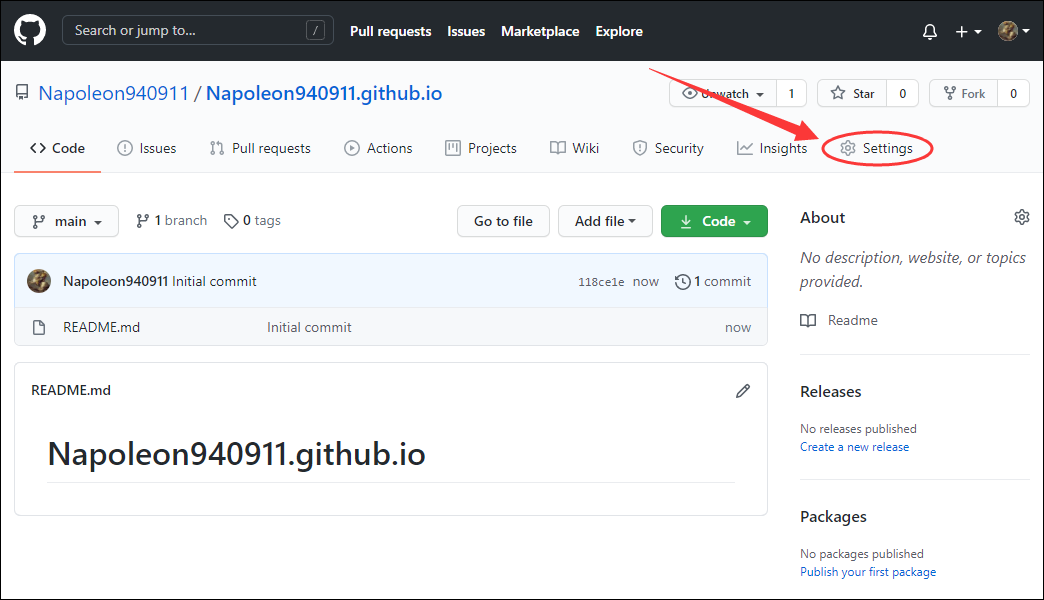 Search or jump to... / Pull requests Issues Marketplace Explore
Napoleon940911 / Napoleon940911.github.io Unwatch 1 Star 0 Fork 0
Code Issues Pull requests Actions Projects Wiki Security Insights Settings
main 1 branch 0 tags Go to file Add file Code
Napoleon940911 Initial commit 118ce1e now 1 commit
README.md Initial commit now
README.md
Napoleon940911.github.io
About
No description, website, or topics
provided.
Readme
Releases
No releases published
Create a new release
Packages
No packages published
Publish your first package